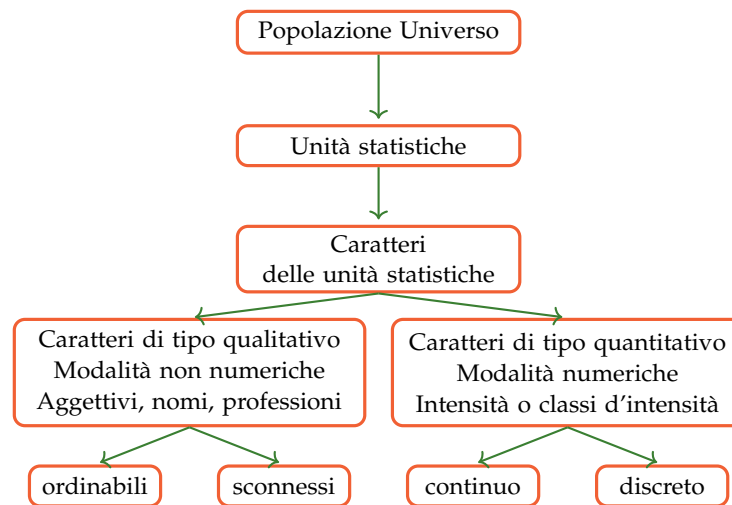 Popolazione Universo
Unità statistiche
Caratteri
delle unità statistiche
Caratteri di tipo qualitativo
Modalità non numeriche
Aggettivi, nomi, professioni
Caratteri di tipo quantitativo
Modalità numeriche
Intensità o classi d'intensità
ordinabili
sconnessi
continuo
discreto